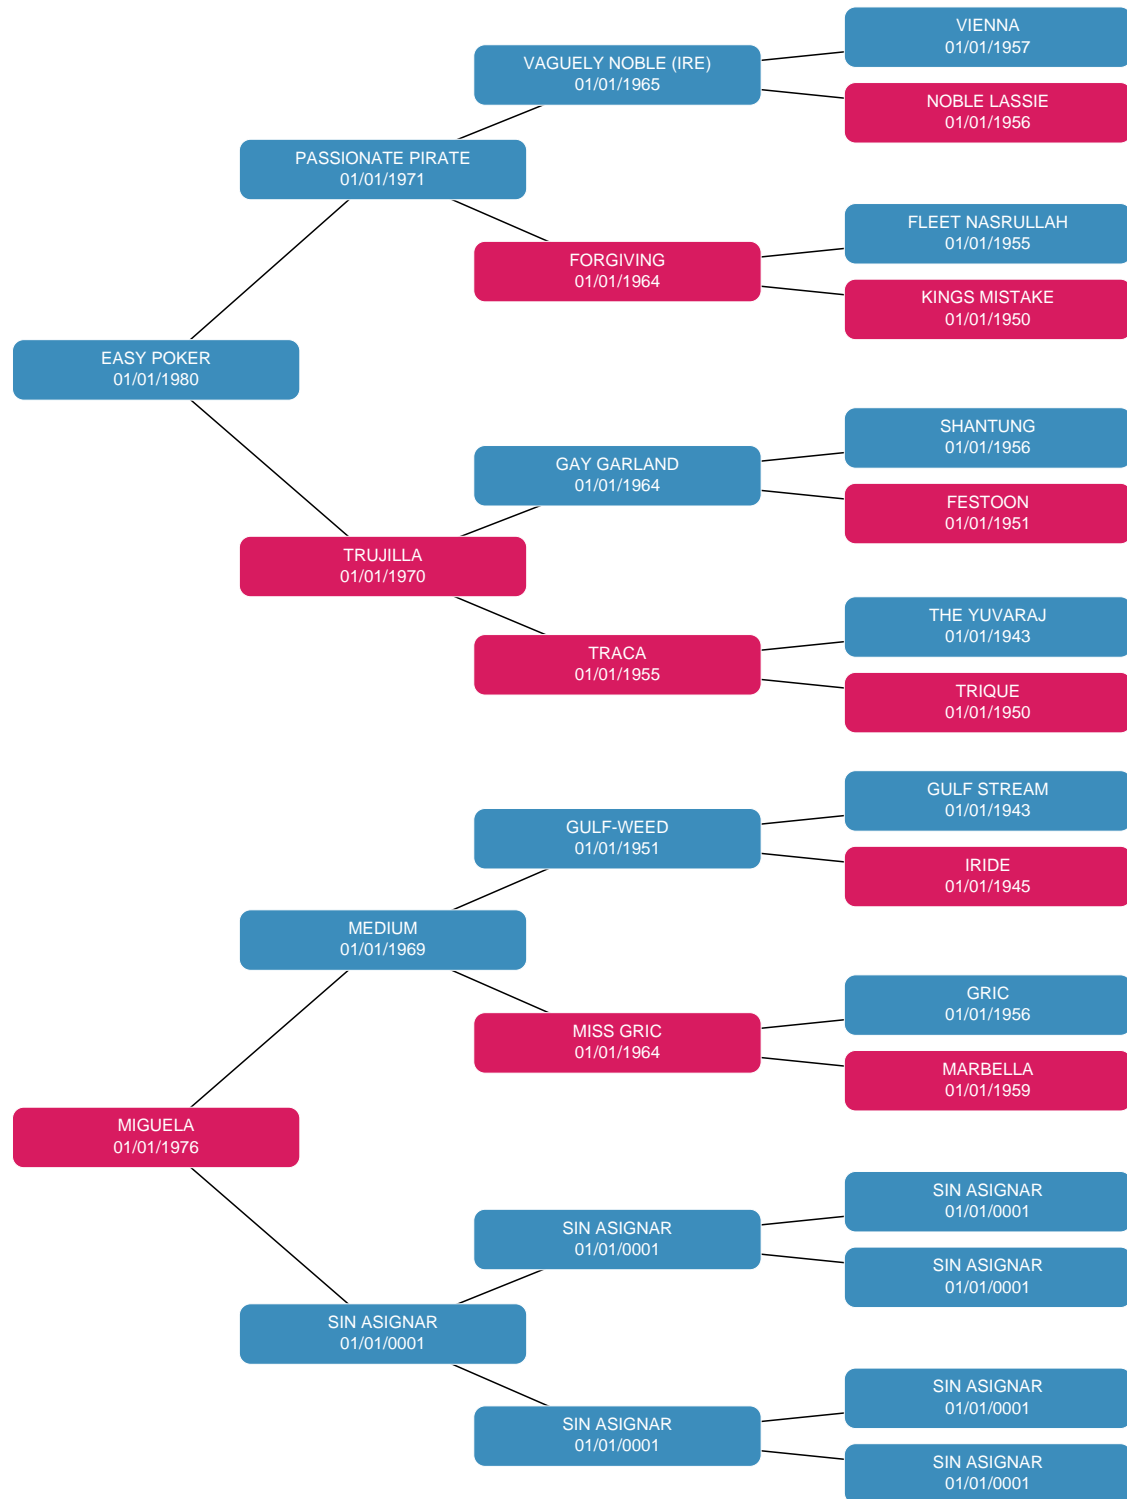 VIENNA
01/01/1957
VAGUELY NOBLE (IRE)
01/01/1965
NOBLE LASSIE
01/01/1956
PASSIONATE PIRATE
01/01/1971
FLEET NASRULLAH
01/01/1955
FORGIVING
01/01/1964
KINGS MISTAKE
01/01/1950
EASY POKER
01/01/1980
SHANTUNG
01/01/1956
GAY GARLAND
01/01/1964
FESTOON
01/01/1951
TRUJILLA
01/01/1970
THE YUVARAJ
01/01/1943
TRACA
01/01/1955
TRIQUE
01/01/1950
GULF STREAM
01/01/1943
GULF-WEED
01/01/1951
IRIDE
01/01/1945
MEDIUM
01/01/1969
GRIC
01/01/1956
MISS GRIC
01/01/1964
MARBELLA
01/01/1959
MIGUELA
01/01/1976
SIN ASIGNAR
01/01/0001
SIN ASIGNAR
01/01/0001
SIN ASIGNAR
01/01/0001
SIN ASIGNAR
01/01/0001
SIN ASIGNAR
01/01/0001
SIN ASIGNAR
01/01/0001
SIN ASIGNAR
01/01/0001